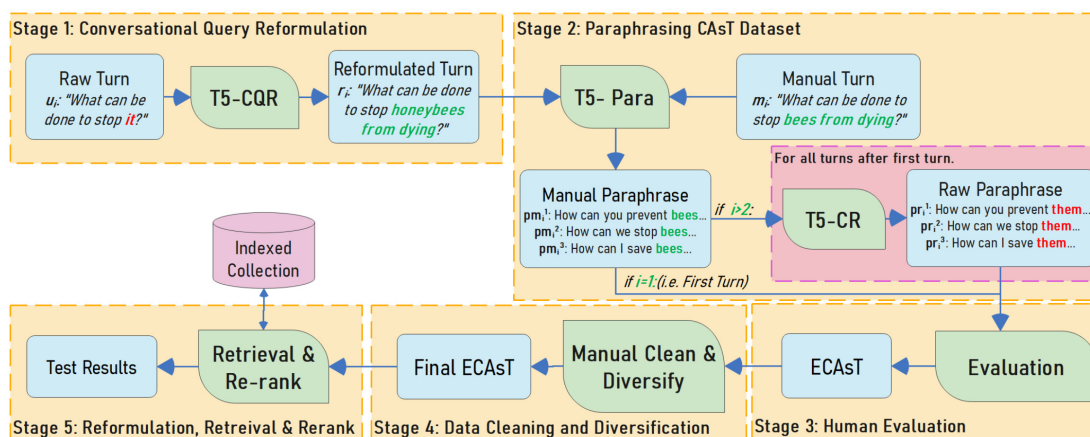 Stage 1: Conversational Query Reformulation
Raw Turn
uᵢ: "What can be
done to stop it?"
T5-CQR
Reformulated Turn
rᵢ: "What can be done
to stop honeybees
from dying?"
Stage 2: Paraphrasing CAsT Dataset
T5- Para
Manual Turn
mᵢ: "What can be done to
stop bees from dying?"
Manual Paraphrase
pmᵢ¹: How can you prevent bees...
pmᵢ²: How can we stop bees...
pmᵢ³: How can I save bees...
if i>2:
For all turns after first turn.
T5-CR
Raw Paraphrase
prᵢ¹: How can you prevent them...
prᵢ²: How can we stop them...
prᵢ³: How can I save them...
if i=1:(i.e. First Turn)
Indexed
Collection
Test Results
Retrieval &
Re-rank
Stage 5: Reformulation, Retreival & Rerank
Final ECAsT
Manual Clean &
Diversify
Stage 4: Data Cleaning and Diversification
ECAsT
Evaluation
Stage 3: Human Evaluation